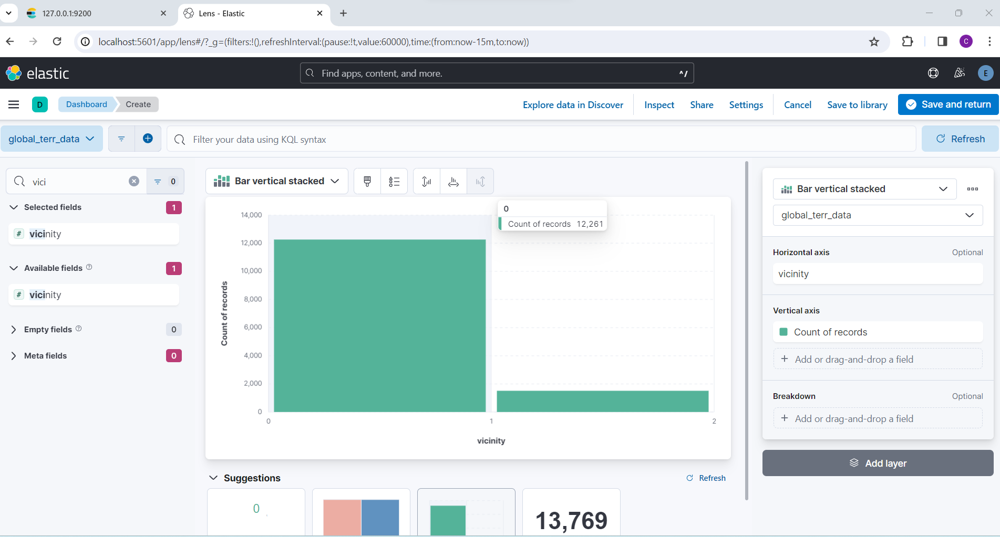 127.0.0.1:9200
Lens - Elastic
localhost:5601/app/lens#/?_g=(filters:!(),refreshInterval:(pause:!t,value:60000),time:(from:now-15m,to:now))
C
elastic
Find apps, content, and more.
^/
E
D
Dashboard
Create
Explore data in Discover
Inspect
Share
Settings
Cancel
Save to library
Save and return
global_terr_data
Filter your data using KQL syntax
Refresh
vici
0
Selected fields
1
# vicinity
Available fields ?
1
# vicinity
Empty fields ?
0
Meta fields
0
Bar vertical stacked
0
Count of records 12,261
14,000
12,000
10,000
8,000
6,000
4,000
2,000
0
Count of records
0
1
2
vicinity
Suggestions
Refresh
0
13,769
Bar vertical stacked
global_terr_data
Horizontal axis
Optional
vicinity
Vertical axis
Count of records
+ Add or drag-and-drop a field
Breakdown
Optional
+ Add or drag-and-drop a field
Add layer